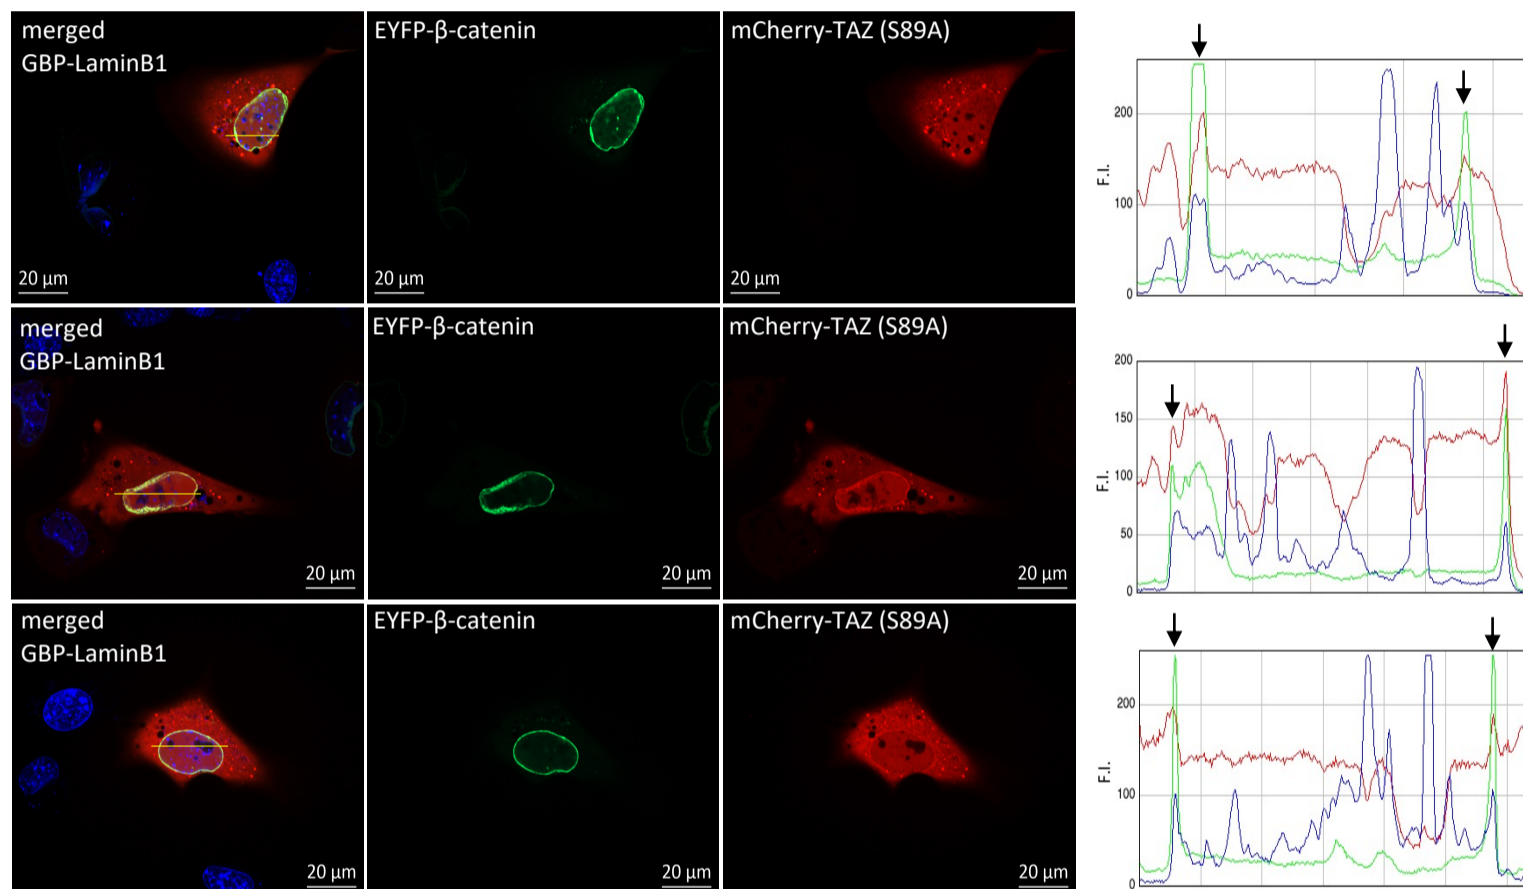 merged
GBP-LaminB1
EYFP-β-catenin
mCherry-TAZ (S89A)
20 µm
20 µm
20 µm
F.I.
200
100
0
merged
GBP-LaminB1
EYFP-β-catenin
mCherry-TAZ (S89A)
20 µm
20 µm
20 µm
F.I.
200
150
100
50
0
merged
GBP-LaminB1
EYFP-β-catenin
mCherry-TAZ (S89A)
20 µm
20 µm
20 µm
F.I.
200
100
0